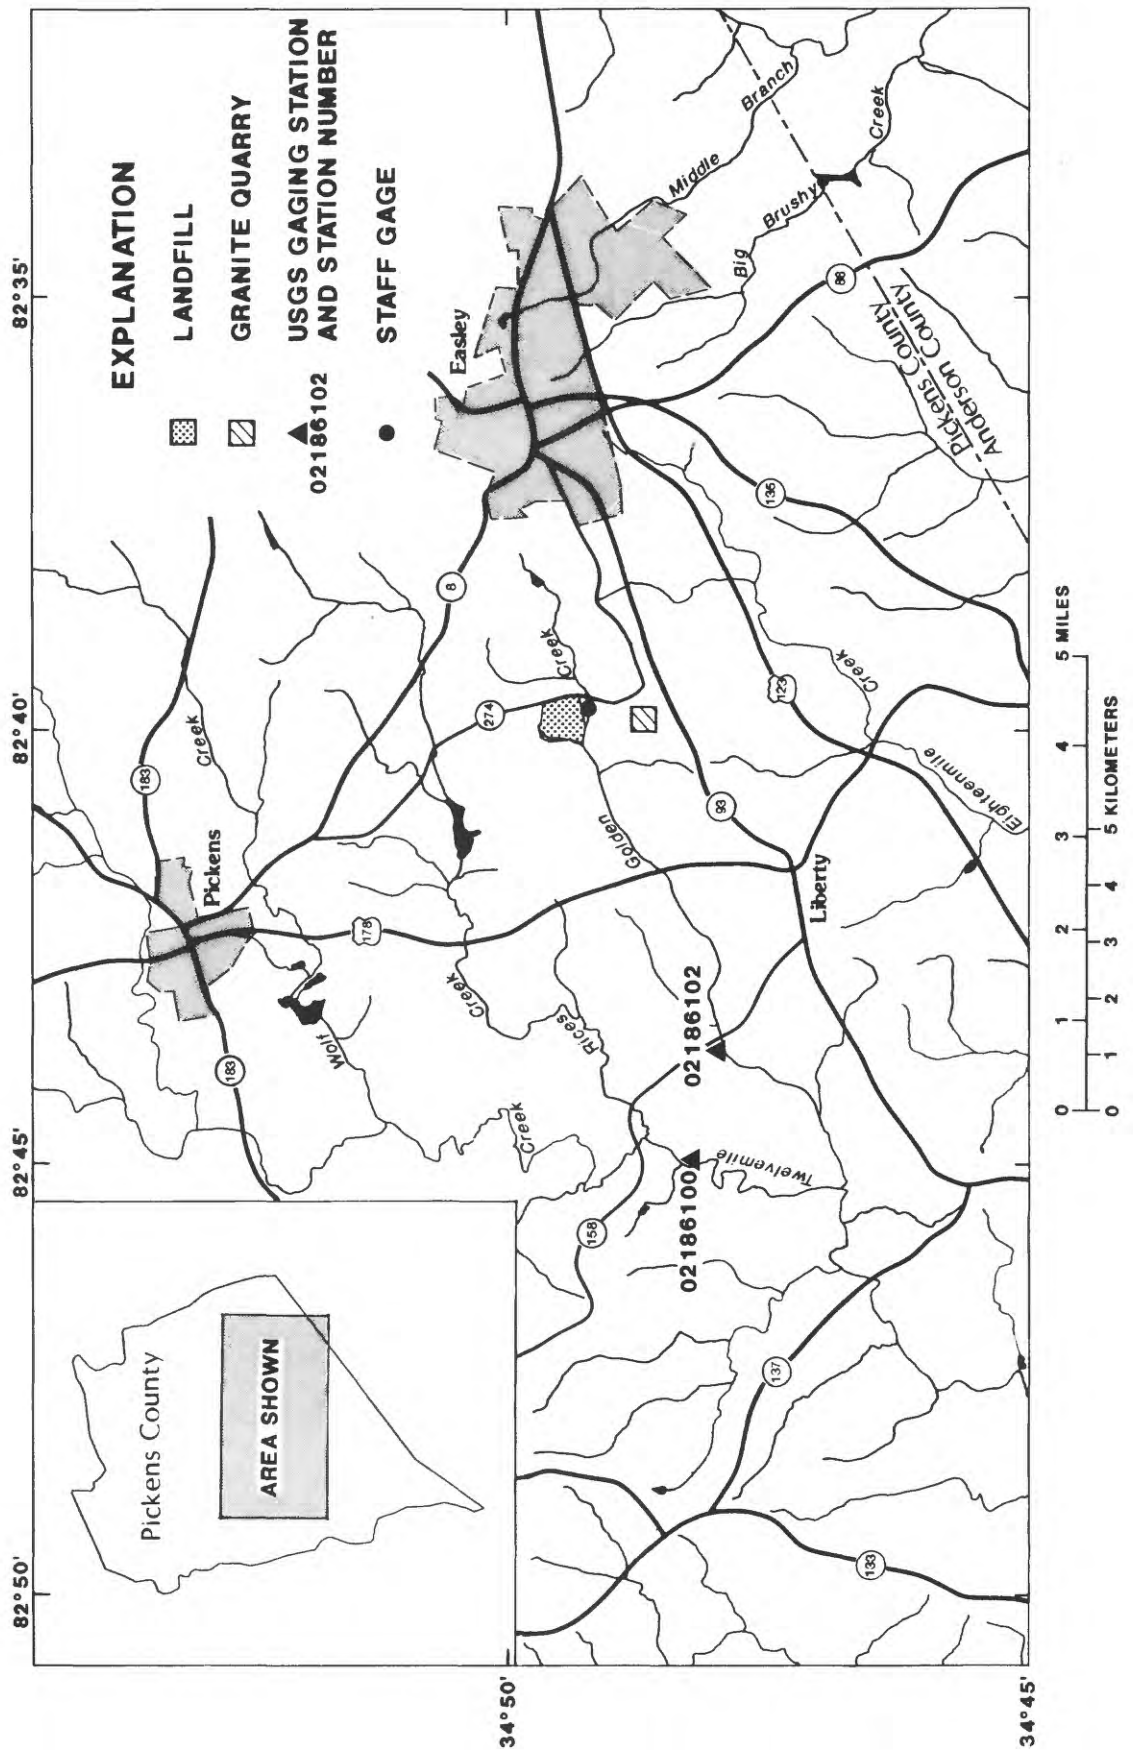 82°50'
82°45'
82°40'
82°35'
34°50'
34°45'
Pickens County
AREA SHOWN
EXPLANATION
LANDFILL
GRANITE QUARRY
02186102
USGS GAGING STATION
AND STATION NUMBER
STAFF GAGE
183
183
Pickens
Creek
Wolf
178
8
Creek
Creek
Rices
274
Easley
Creek
Golden
158
02186100
02186102
Twelvemile
93
Liberty
123
Creek
Eighteenmile
135
86
Middle
Branch
Big
Brushy
Creek
Pickens County
Anderson County
137
133
0 1 2 3 4 5 MILES
0 1 2 3 4 5 KILOMETERS